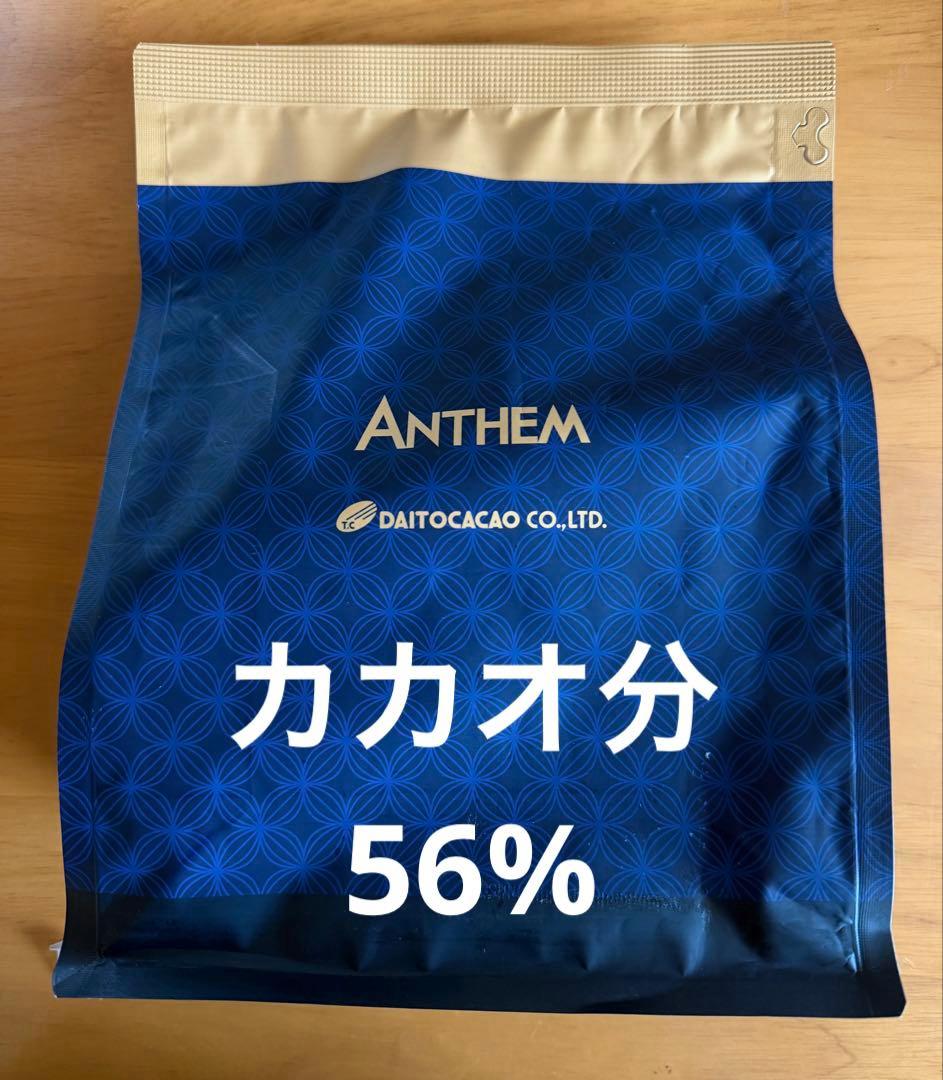 ANTHEM
T.C DAITOCACAO CO.,LTD.
カカオ分
56%